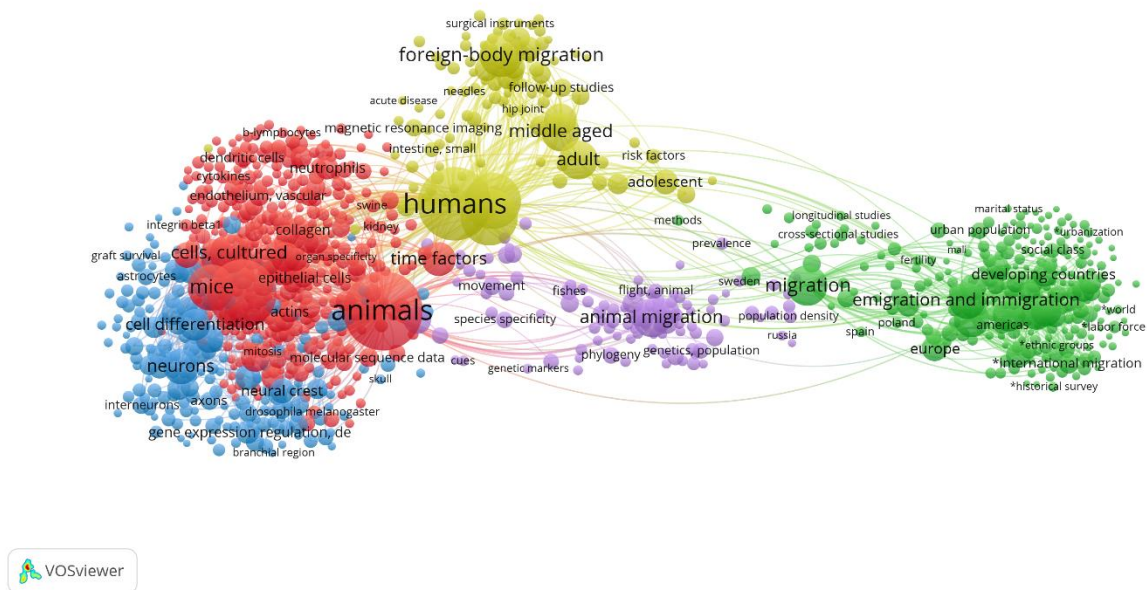 surgical instruments
foreign-body migration
needles
follow-up studies
acute disease
hip joint
magnetic resonance imaging
middle aged
b-lymphocytes
intestine, small
adult
risk factors
dendritic cells
neutrophils
cytokines
adolescent
endothelium, vascular
humans
swine
kidney
methods
longitudinal studies
cross-sectional studies
marital status
integrin beta1
collagen
urban population
*urbanization
graft survival
cells, cultured
organ specificity
time factors
prevalence
mali
social class
fertility
astrocytes
epithelial cells
developing countries
mice
movement
fishes
flight, animal
sweden
migration
emigration and immigration
actins
animals
species specificity
animal migration
population density
*world
cell differentiation
spain
poland
americas
*labor force
russia
mitosis
molecular sequence data
cues
phylogeny
genetics, population
europe
*ethnic groups
neurons
genetic markers
*international migration
skull
neural crest
*historical survey
interneurons
axons
drosophila melanogaster
gene expression regulation, de
branchial region
VOSviewer